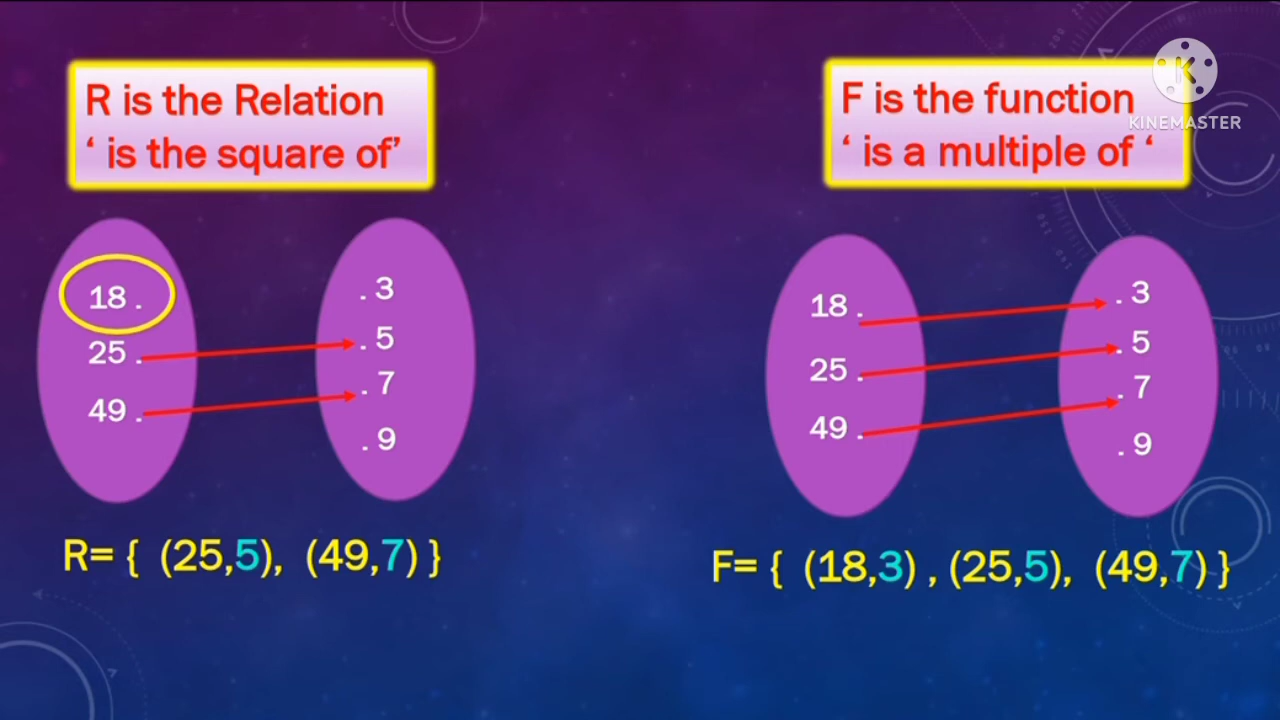 R is the Relation
‘ is the square of’
18 .
25 .
49 .
. 3
. 5
. 7
. 9
R= { (25,5), (49,7) }
F is the function
‘ is a multiple of ‘
K
KINEMASTER
18 .
25 .
49 .
. 3
. 5
. 7
. 9
F= { (18,3) , (25,5), (49,7) }